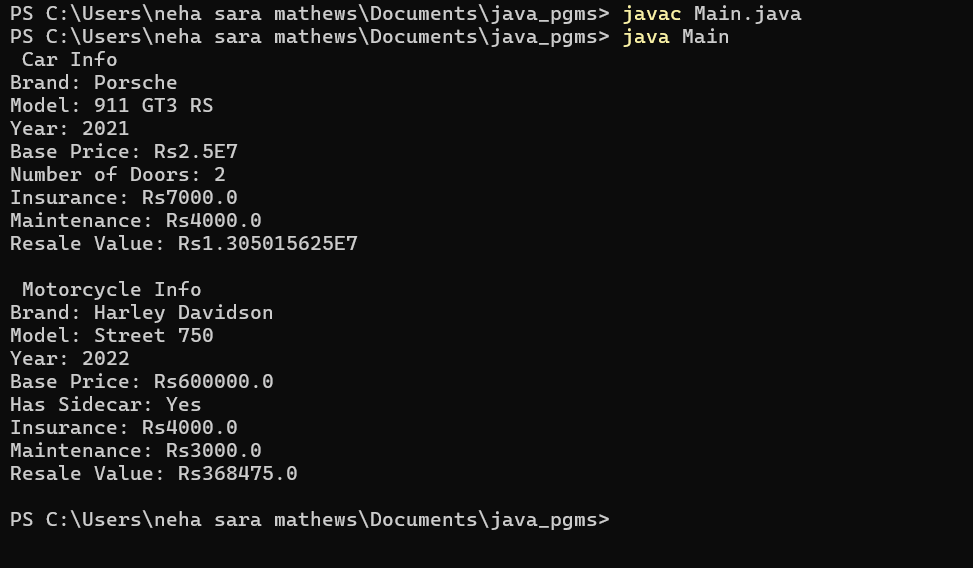 PS C:\Users\neha sara mathews\Documents\java_pgms> javac Main.java
PS C:\Users\neha sara mathews\Documents\java_pgms> java Main
 Car Info
Brand: Porsche
Model: 911 GT3 RS
Year: 2021
Base Price: Rs2.5E7
Number of Doors: 2
Insurance: Rs7000.0
Maintenance: Rs4000.0
Resale Value: Rs1.305015625E7

 Motorcycle Info
Brand: Harley Davidson
Model: Street 750
Year: 2022
Base Price: Rs600000.0
Has Sidecar: Yes
Insurance: Rs4000.0
Maintenance: Rs3000.0
Resale Value: Rs368475.0

PS C:\Users\neha sara mathews\Documents\java_pgms>